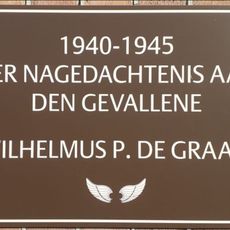 1940-1945
ER NAGEDACHTENIS AA
DEN GEVALLENE
ILHELMUS P. DE GRAA